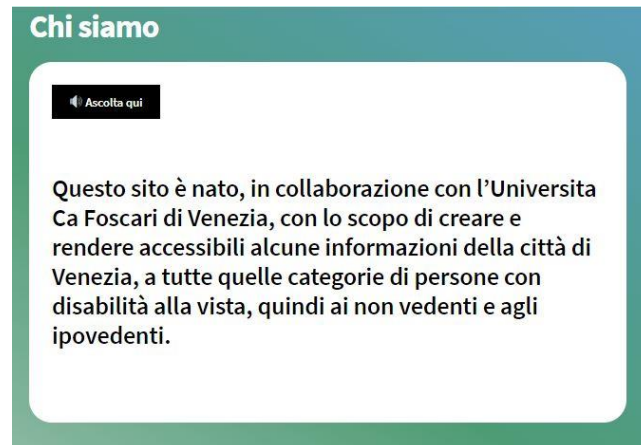 Chi siamo
Ascolta qui
Questo sito è nato, in collaborazione con l’Universita
Ca Foscari di Venezia, con lo scopo di creare e
rendere accessibili alcune informazioni della città di
Venezia, a tutte quelle categorie di persone con
disabilità alla vista, quindi ai non vedenti e agli
ipovedenti.